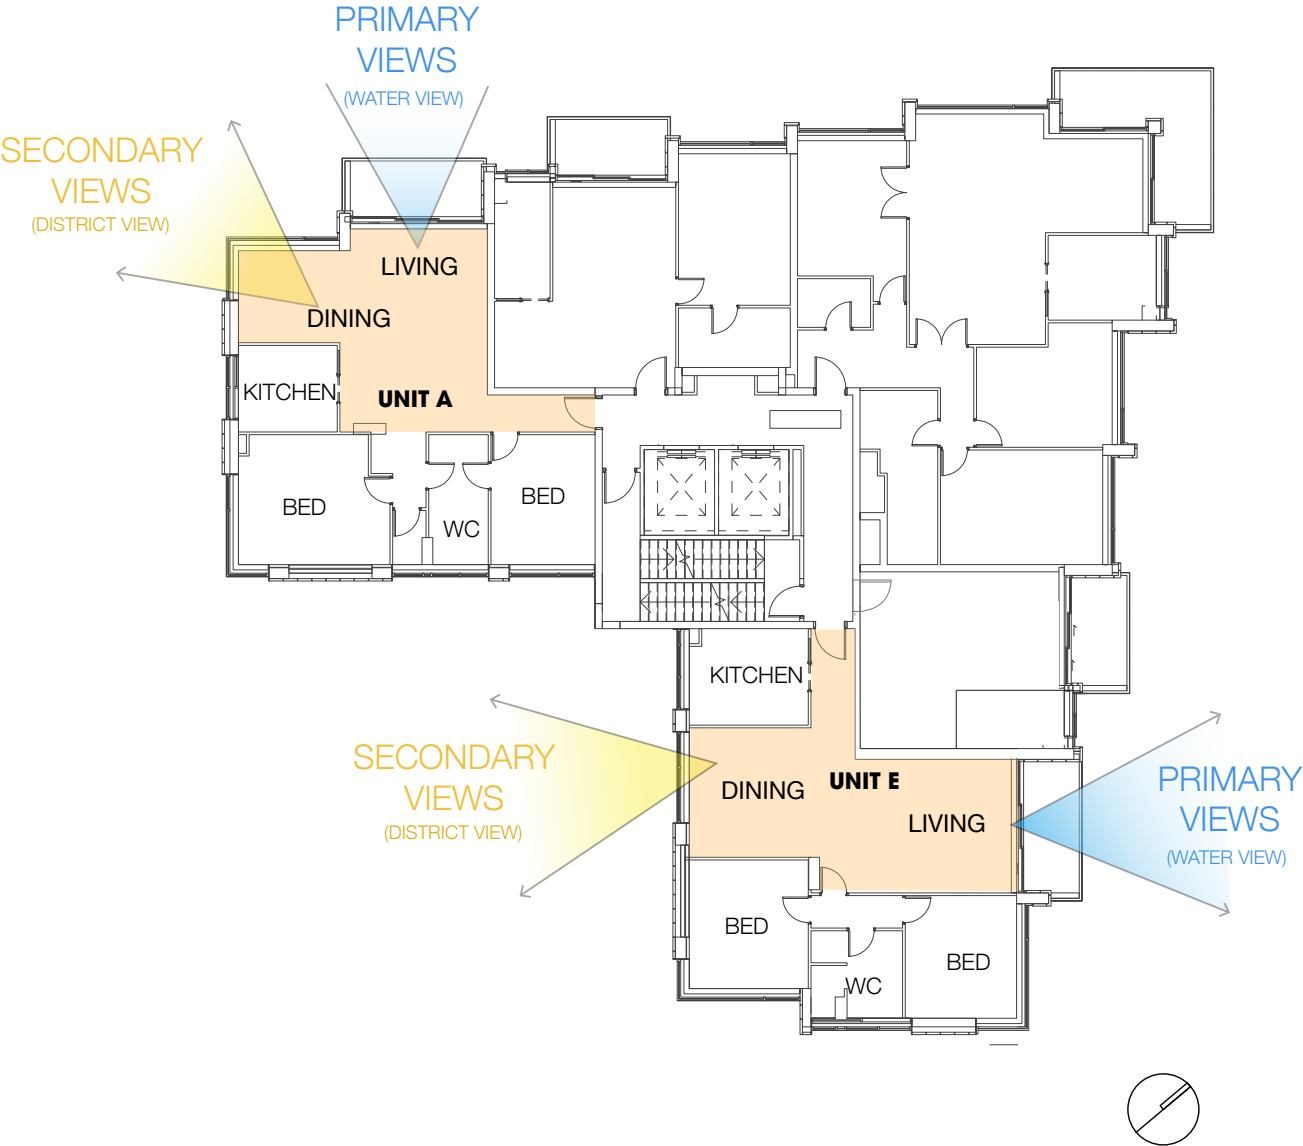 PRIMARY
VIEWS
(WATER VIEW)
SECONDARY
VIEWS
(DISTRICT VIEW)
LIVING
DINING
KITCHEN
UNIT A
BED
WC
BED
KITCHEN
SECONDARY
VIEWS
(DISTRICT VIEW)
DINING
UNIT E
LIVING
PRIMARY
VIEWS
(WATER VIEW)
BED
WC
BED